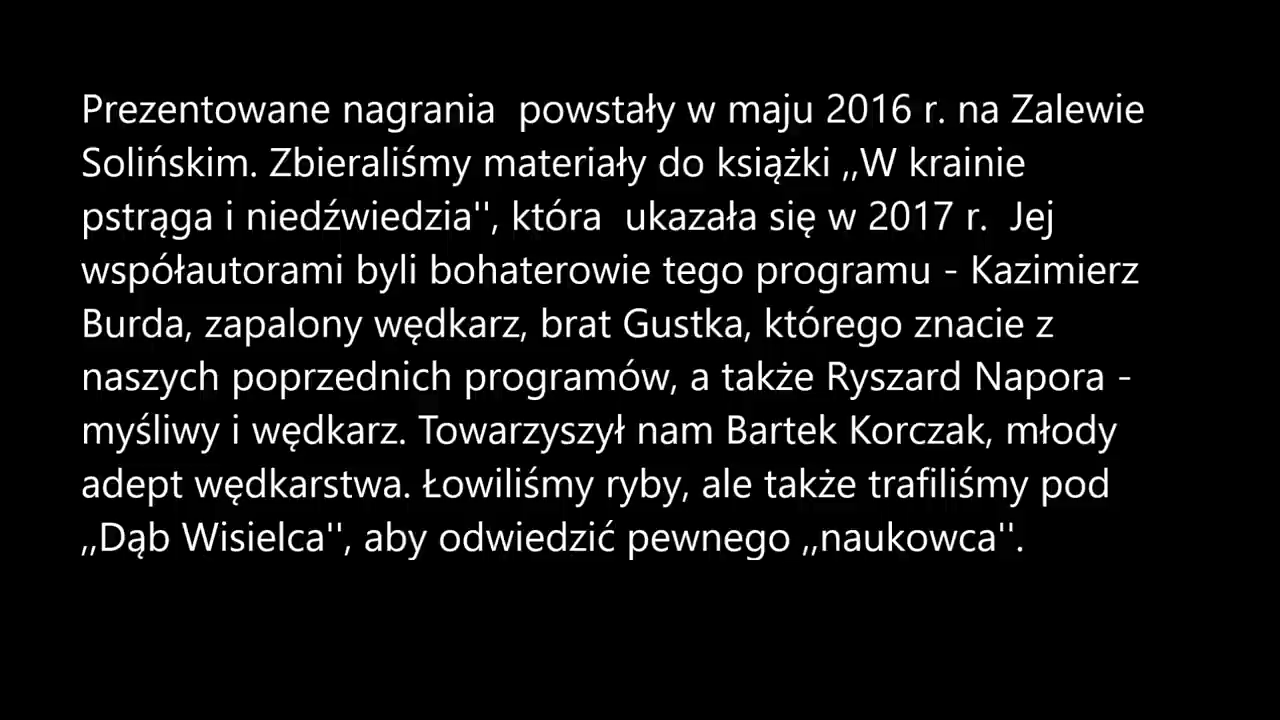 Prezentowane nagrania  powstały w maju 2016 r. na Zalewie
Solińskim. Zbieraliśmy materiały do książki ,,W krainie
pstrąga i niedźwiedzia'', która  ukazała się w 2017 r.  Jej
współautorami byli bohaterowie tego programu - Kazimierz
Burda, zapalony wędkarz, brat Gustka, którego znacie z
naszych poprzednich programów, a także Ryszard Napora -
myśliwy i wędkarz. Towarzyszył nam Bartek Korczak, młody
adept wędkarstwa. Łowiliśmy ryby, ale także trafiliśmy pod
,,Dąb Wisielca'', aby odwiedzić pewnego ,,naukowca''.